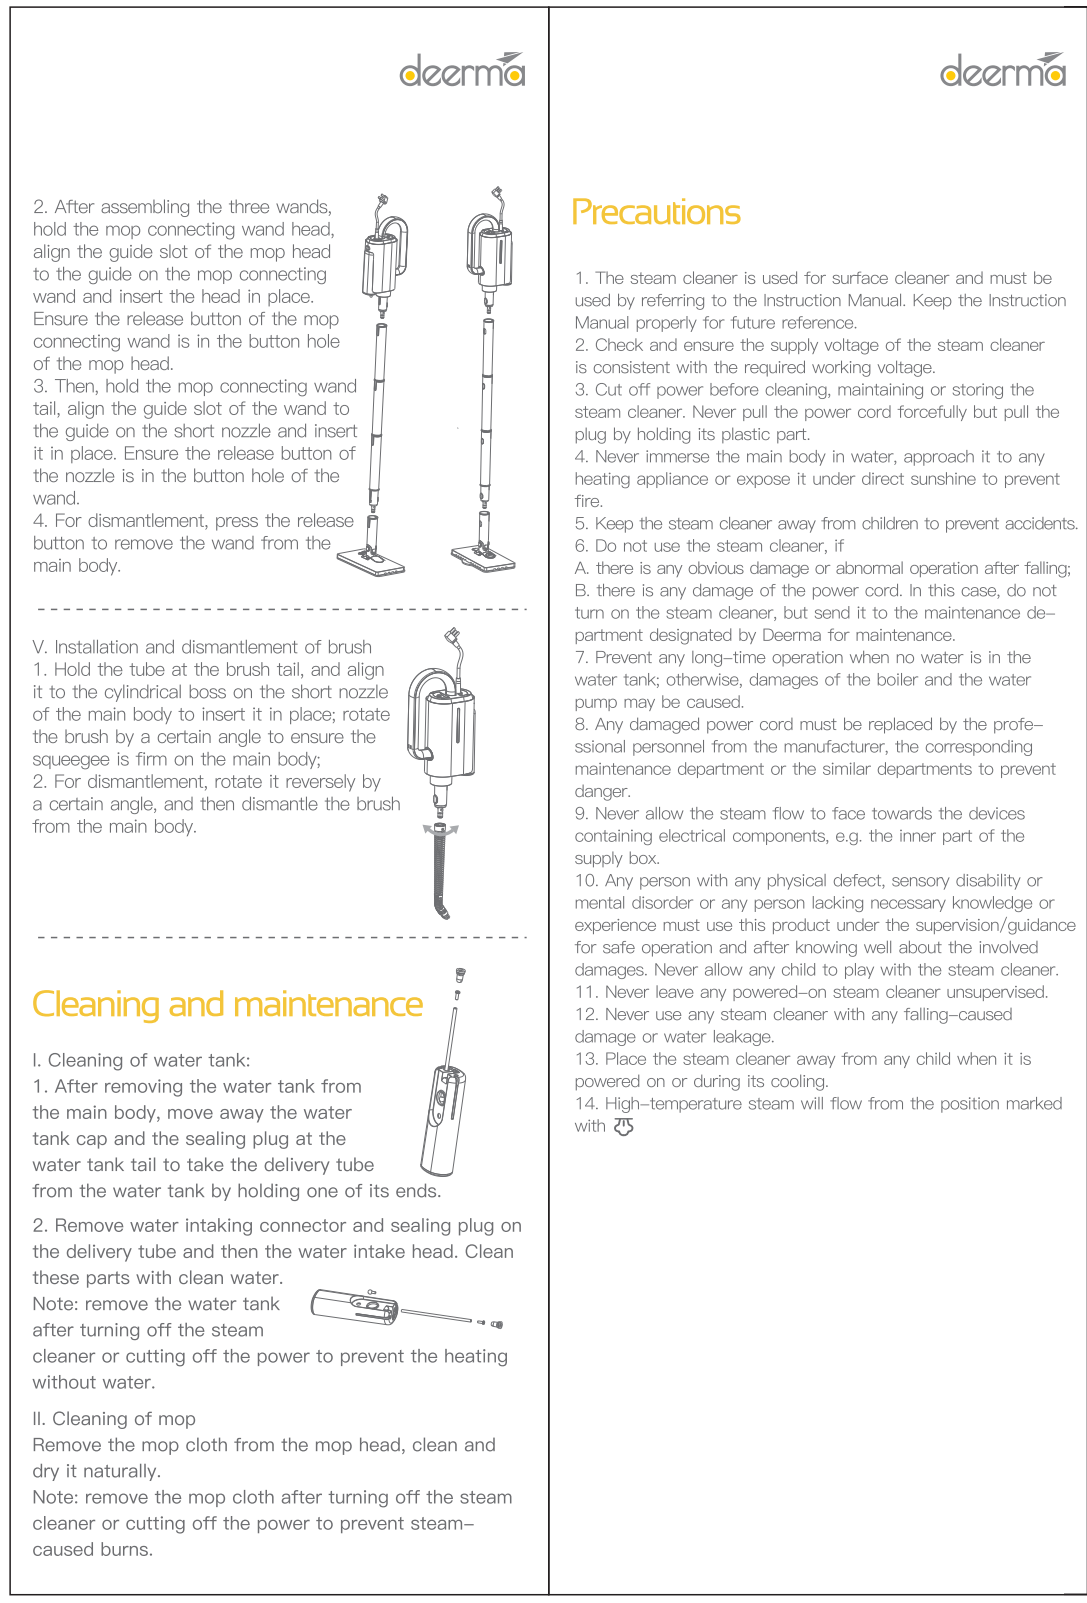 deerma
2. After assembling the three wands,
hold the mop connecting wand head,
align the guide slot of the mop head
to the guide on the mop connecting
wand and insert the head in place.
Ensure the release button of the mop
connecting wand is in the button hole
of the mop head.
3. Then, hold the mop connecting wand
tail, align the guide slot of the wand to
the guide on the short nozzle and insert
it in place. Ensure the release button of
the nozzle is in the button hole of the
wand.
4. For dismantlement, press the release
button to remove the wand from the
main body.
V. Installation and dismantlement of brush
1. Hold the tube at the brush tail, and align
it to the cylindrical boss on the short nozzle
of the main body to insert it in place; rotate
the brush by a certain angle to ensure the
squeegee is firm on the main body;
2. For dismantlement, rotate it reversely by
a certain angle, and then dismantle the brush
from the main body.
Cleaning and maintenance
I. Cleaning of water tank:
1. After removing the water tank from
the main body, move away the water
tank cap and the sealing plug at the
water tank tail to take the delivery tube
from the water tank by holding one of its ends.
2. Remove water intaking connector and sealing plug on
the delivery tube and then the water intake head. Clean
these parts with clean water.
Note: remove the water tank
after turning off the steam
cleaner or cutting off the power to prevent the heating
without water.
II. Cleaning of mop
Remove the mop cloth from the mop head, clean and
dry it naturally.
Note: remove the mop cloth after turning off the steam
cleaner or cutting off the power to prevent steam-
caused burns.
deerma
Precautions
1. The steam cleaner is used for surface cleaner and must be
used by referring to the Instruction Manual. Keep the Instruction
Manual properly for future reference.
2. Check and ensure the supply voltage of the steam cleaner
is consistent with the required working voltage.
3. Cut off power before cleaning, maintaining or storing the
steam cleaner. Never pull the power cord forcefully but pull the
plug by holding its plastic part.
4. Never immerse the main body in water, approach it to any
heating appliance or expose it under direct sunshine to prevent
fire.
5. Keep the steam cleaner away from children to prevent accidents.
6. Do not use the steam cleaner, if
A. there is any obvious damage or abnormal operation after falling;
B. there is any damage of the power cord. In this case, do not
turn on the steam cleaner, but send it to the maintenance de-
partment designated by Deerma for maintenance.
7. Prevent any long-time operation when no water is in the
water tank; otherwise, damages of the boiler and the water
pump may be caused.
8. Any damaged power cord must be replaced by the profe-
ssional personnel from the manufacturer, the corresponding
maintenance department or the similar departments to prevent
danger.
9. Never allow the steam flow to face towards the devices
containing electrical components, e.g. the inner part of the
supply box.
10. Any person with any physical defect, sensory disability or
mental disorder or any person lacking necessary knowledge or
experience must use this product under the supervision/guidance
for safe operation and after knowing well about the involved
damages. Never allow any child to play with the steam cleaner.
11. Never leave any powered-on steam cleaner unsupervised.
12. Never use any steam cleaner with any falling-caused
damage or water leakage.
13. Place the steam cleaner away from any child when it is
powered on or during its cooling.
14. High-temperature steam will flow from the position marked
with